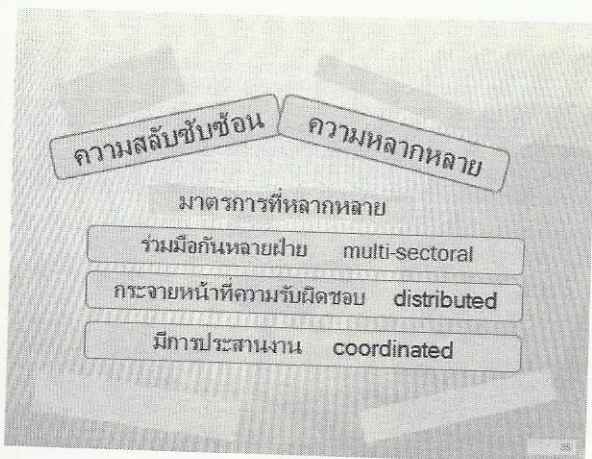 ความสลับซับซ้อน
ความหลากหลาย
มาตรการที่หลากหลาย
ร่วมมือกันหลายฝ่าย multi-sectoral
กระจายหน้าที่ความรับผิดชอบ distributed
มีการประสานงาน coordinated